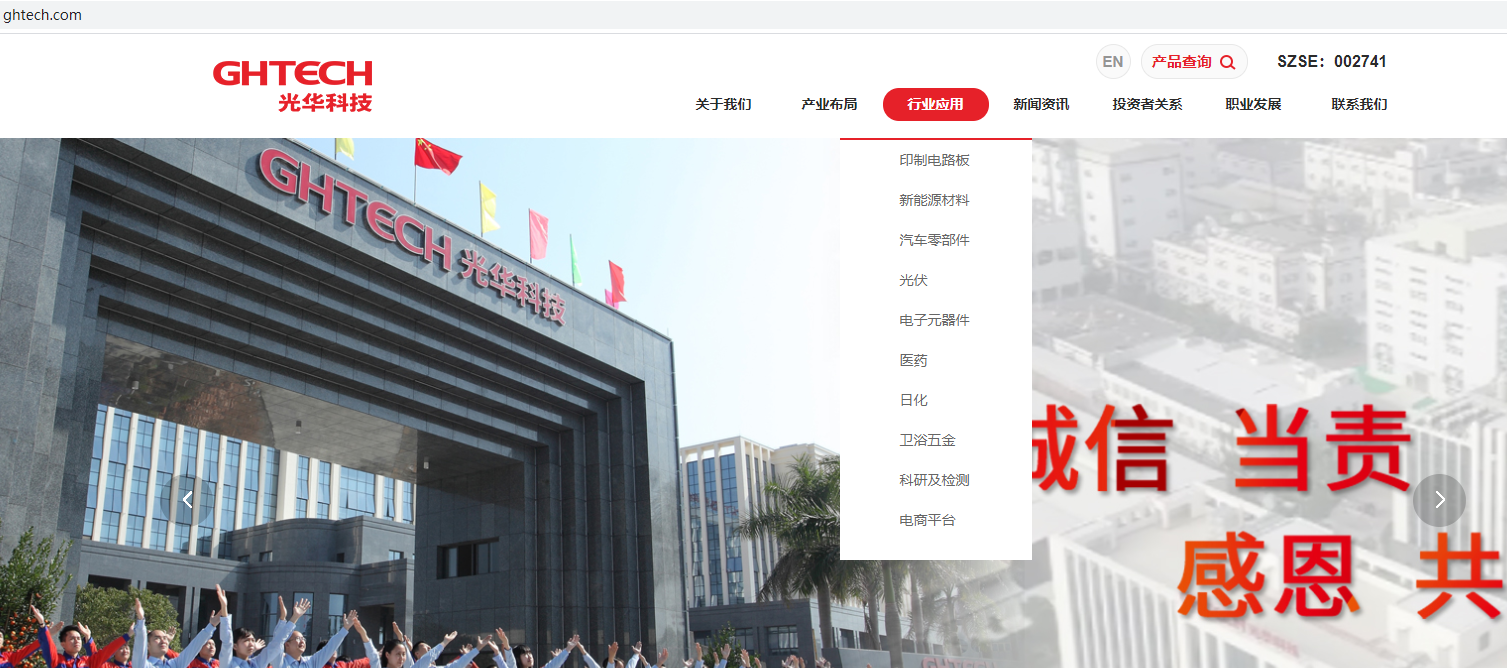 ghtech.com
GHTECH
光华科技
EN
产品查询
SZSE：002741
关于我们
产业布局
行业应用
新闻资讯
投资者关系
职业发展
联系我们
印制电路板
新能源材料
汽车零部件
光伏
电子元器件
医药
日化
卫浴五金
科研及检测
电商平台
GHTECH 光华科技
诚信 当责
感恩 共